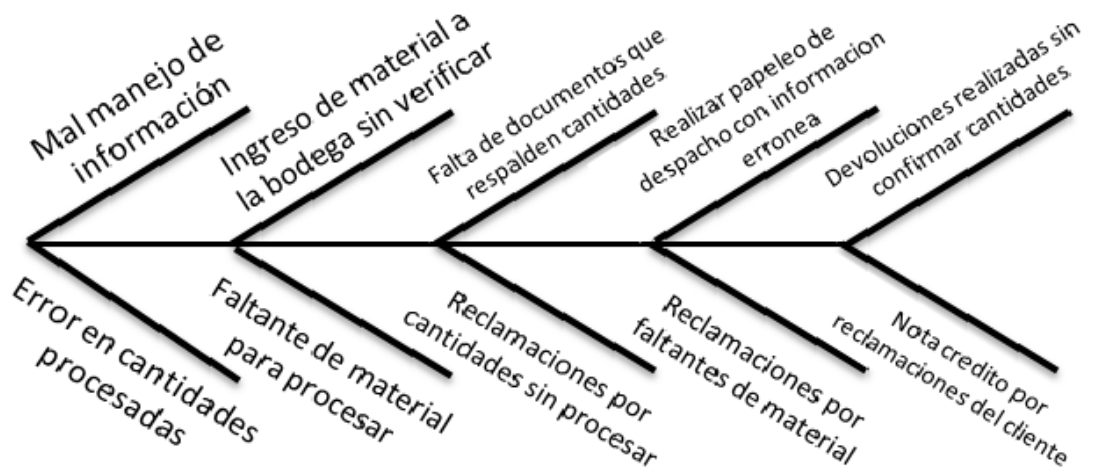 Mal manejo de
información
Ingreso de material a
la bodega sin verificar
Falta de documentos que
respalden cantidades
Realizar papeleo de
despacho con informacion
erronea
Devoluciones realizadas sin
confirmar cantidades
Error en cantidades
procesadas
Faltante de material
para procesar
Reclamaciones por
cantidades sin procesar
Reclamaciones por
faltantes de material
Nota credito por
reclamaciones del cliente